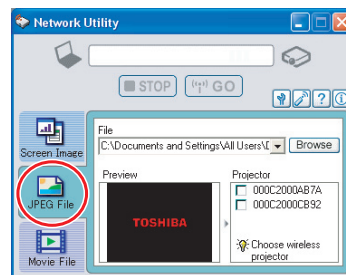 Network Utility
STOP
GO
?
Screen Image
JPEG File
Movie File
File
C:\Documents and Settings\All Users\
Browse
Preview
TOSHIBA
Projector
000C2000AB7A
000C2000CB92
Choose wireless
projector